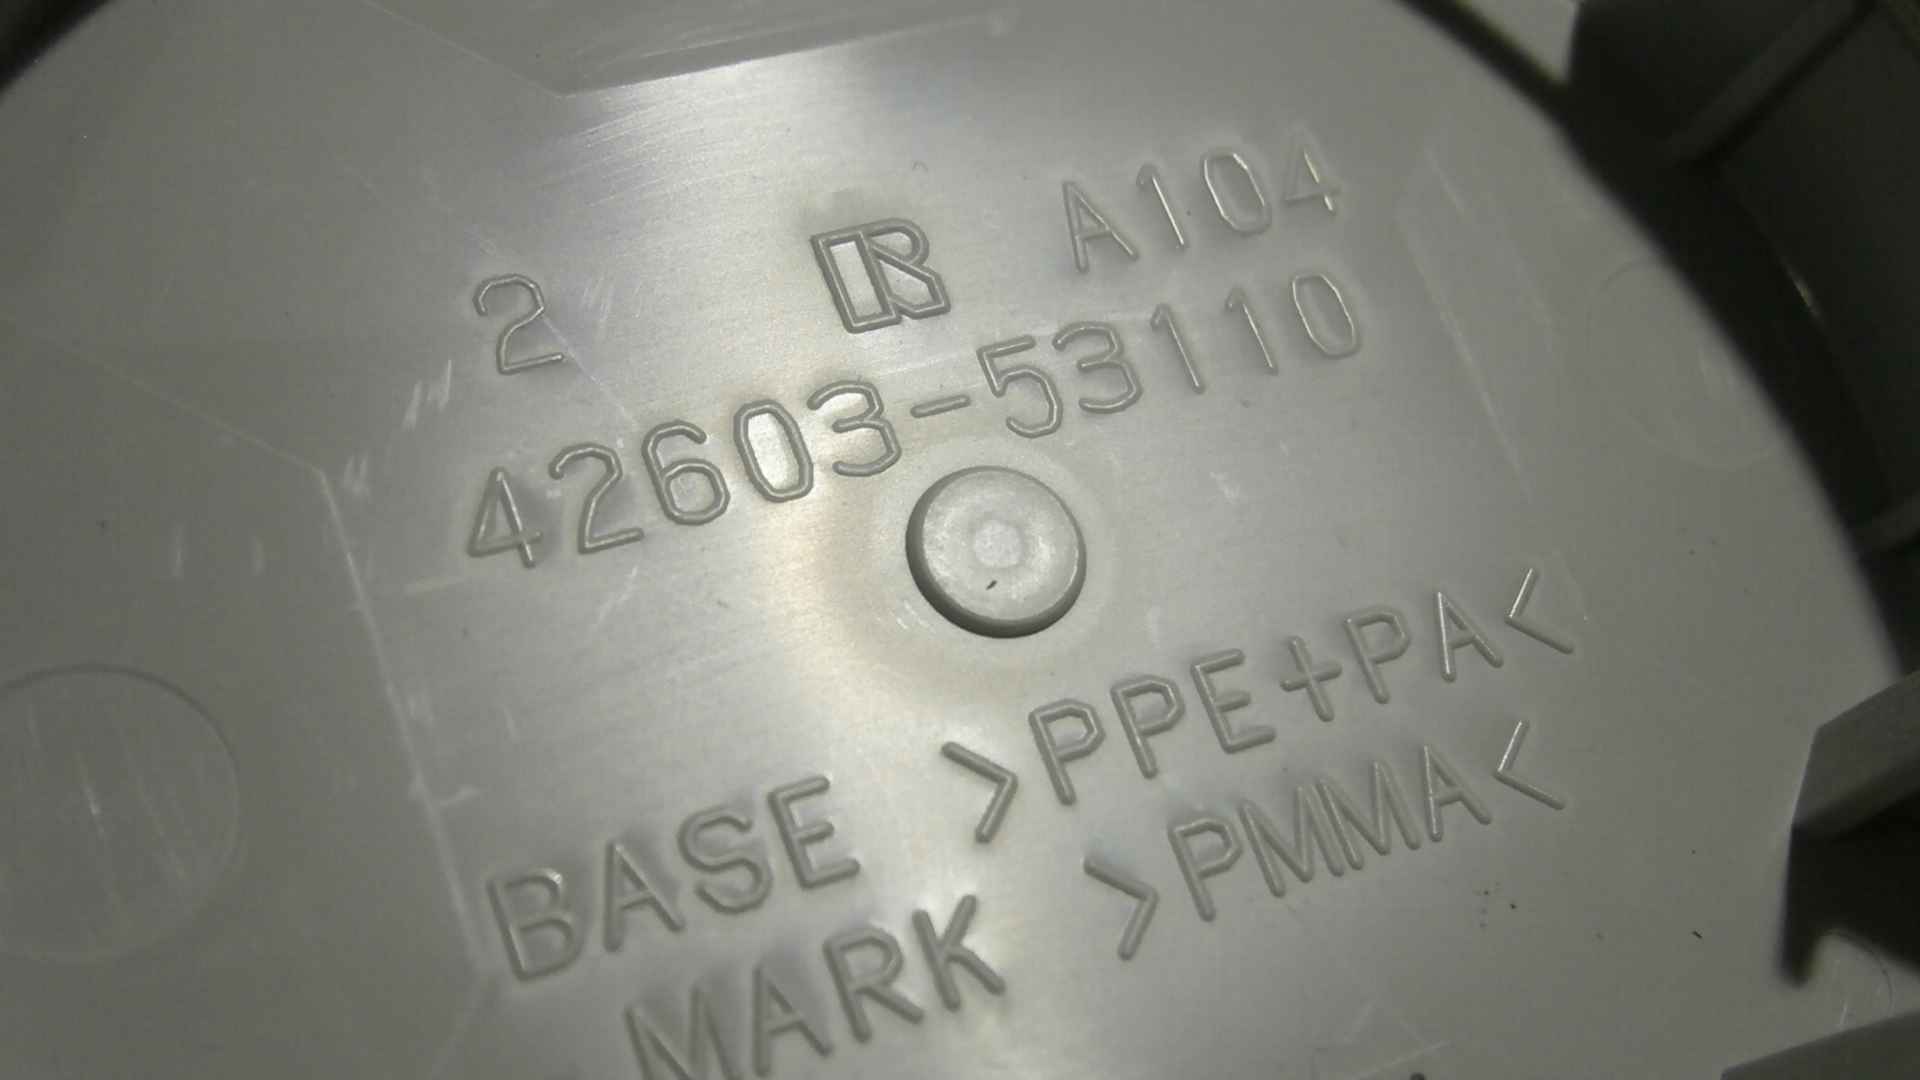 2 R A104
42603-53110
BASE >PPE+PA<
MARK >PMMA<